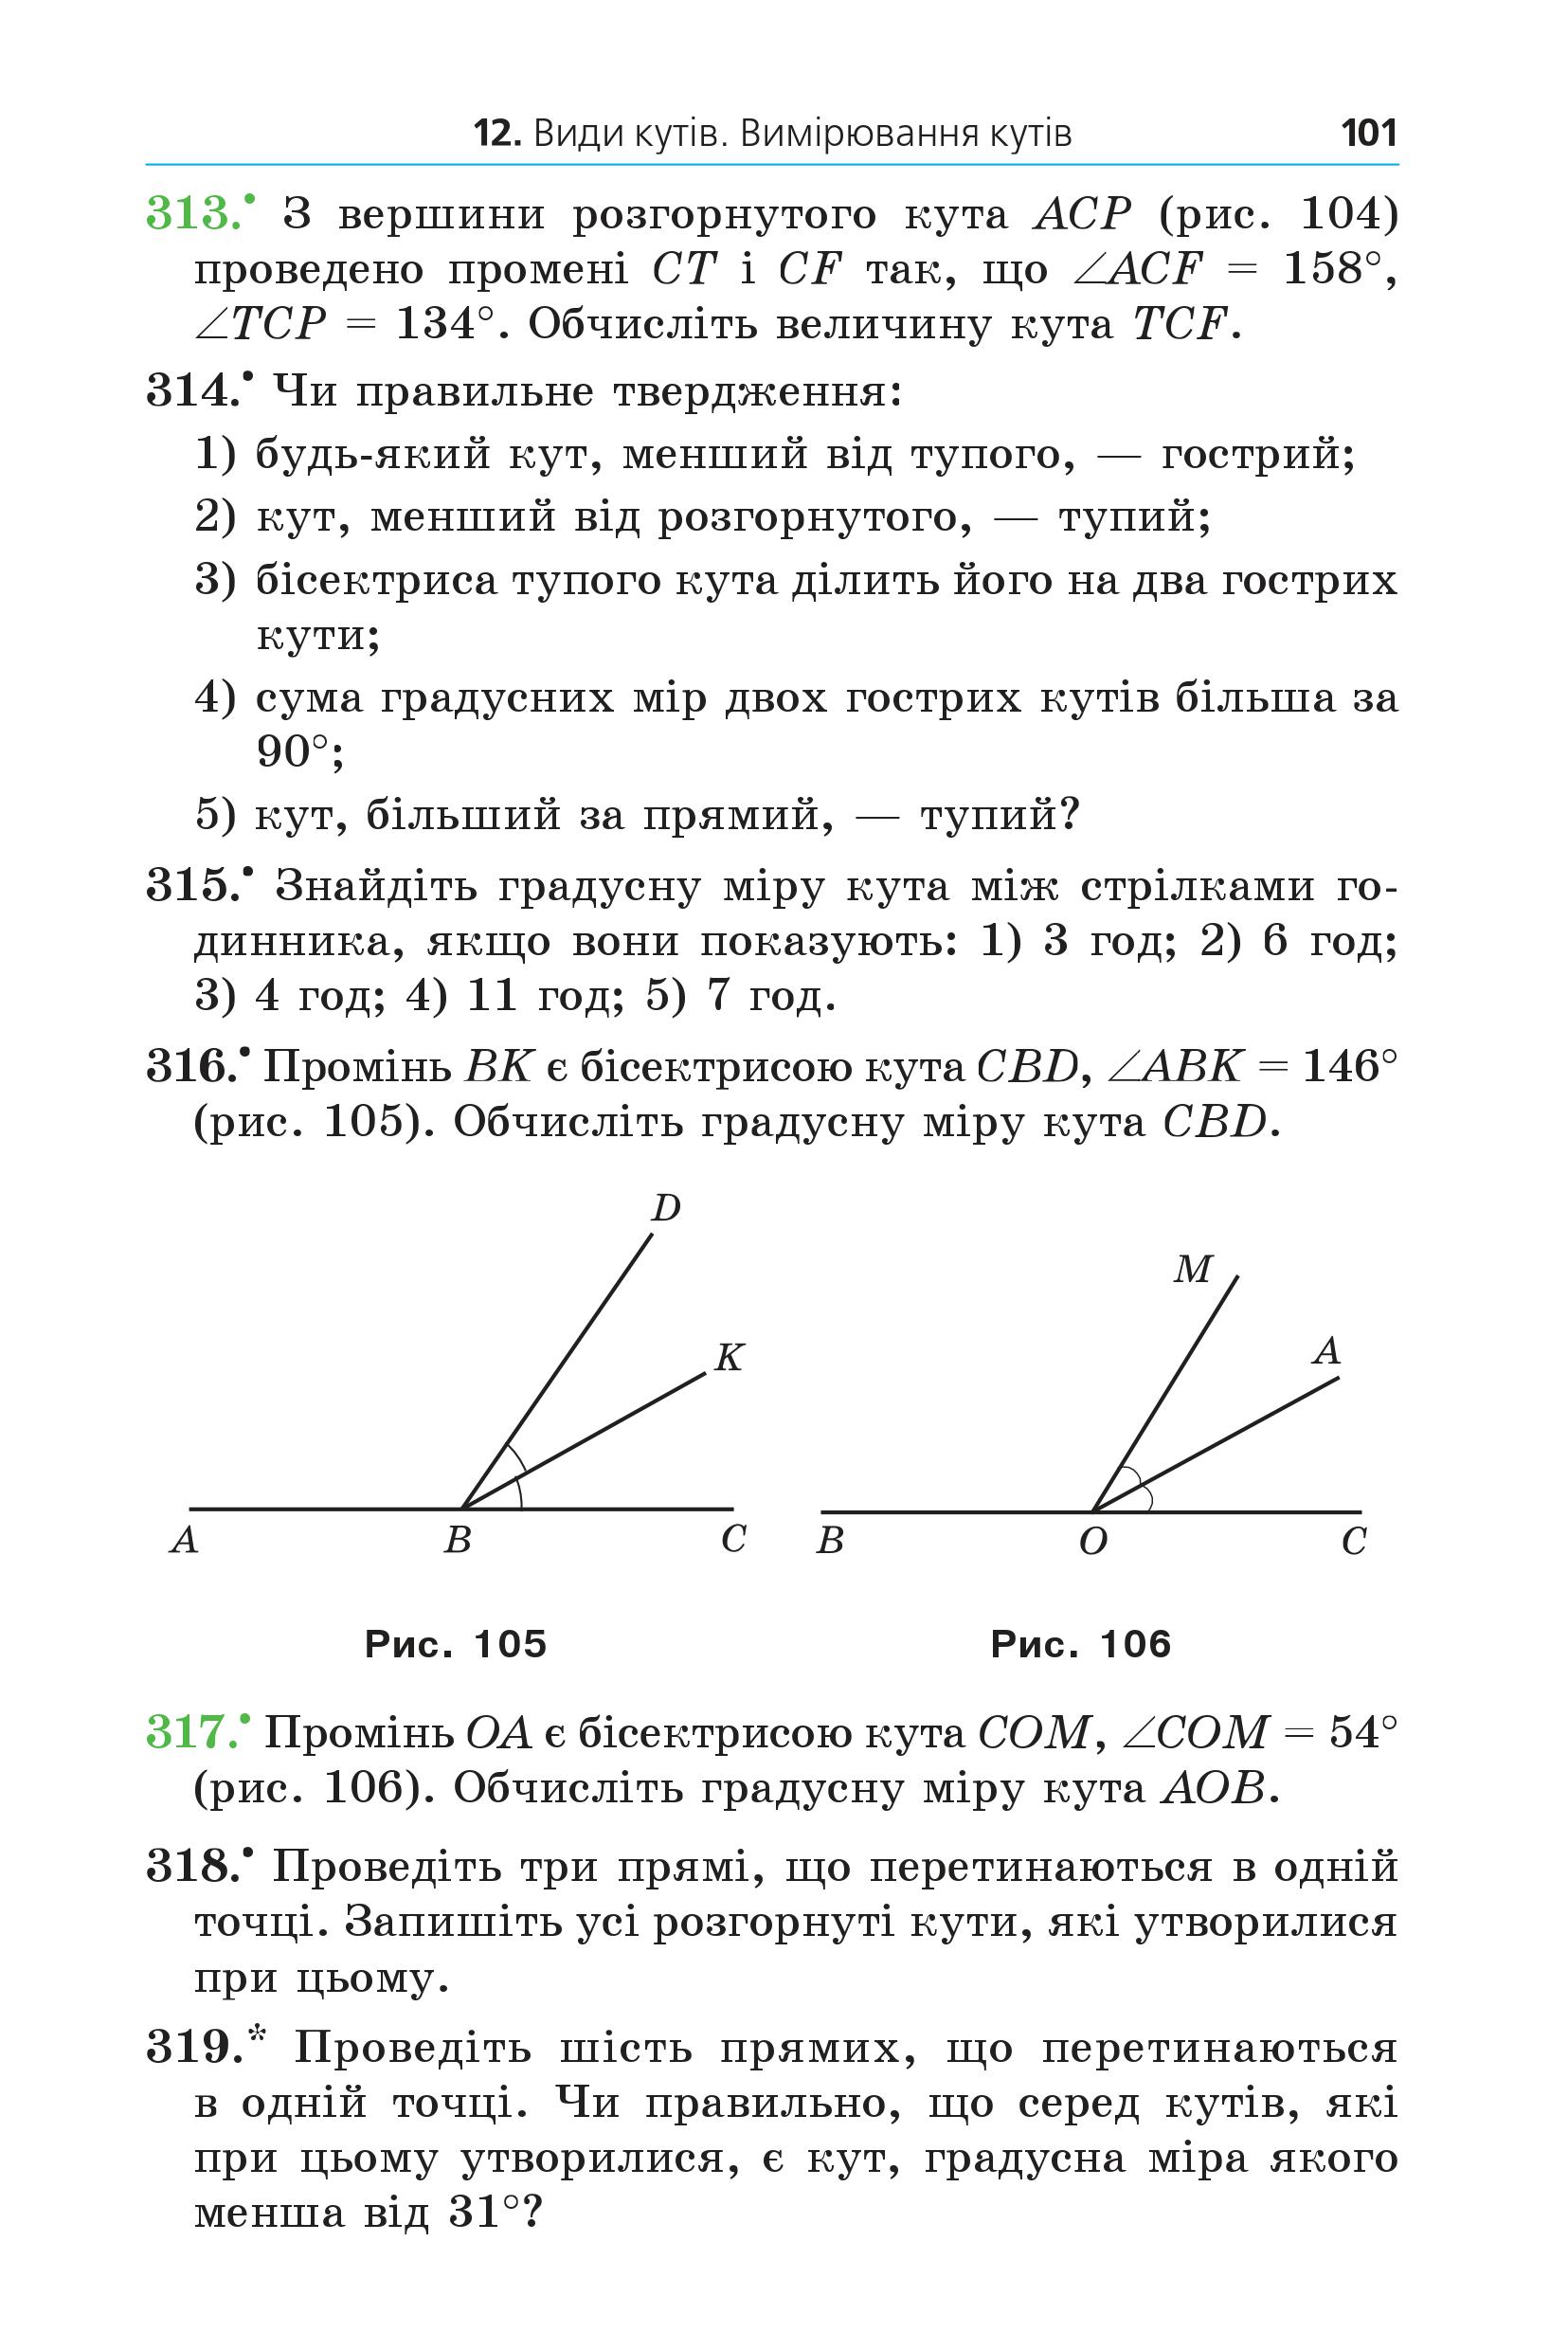 12. Види кутів. Вимірювання кутів 101
313.• З вершини розгорнутого кута ACP (рис. 104)
проведено промені CT і CF так, що ∠ACF = 158°,
∠TCP = 134°. Обчисліть величину кута TCF.
314.• Чи правильне твердження:
1) будь-який кут, менший від тупого, — гострий;
2) кут, менший від розгорнутого, — тупий;
3) бісектриса тупого кута ділить його на два гострих
кути;
4) сума градусних мір двох гострих кутів більша за
90°;
5) кут, більший за прямий, — тупий?
315.• Знайдіть градусну міру кута між стрілками го-
динника, якщо вони показують: 1) 3 год; 2) 6 год;
3) 4 год; 4) 11 год; 5) 7 год.
316.• Промінь BK є бісектрисою кута CBD, ∠ABK = 146°
(рис. 105). Обчисліть градусну міру кута CBD.
D
K
A B C
M
A
B O C
Рис. 105
Рис. 106
317.• Промінь OA є бісектрисою кута COM, ∠COM = 54°
(рис. 106). Обчисліть градусну міру кута AOB.
318.• Проведіть три прямі, що перетинаються в одній
точці. Запишіть усі розгорнуті кути, які утворилися
при цьому.
319.* Проведіть шість прямих, що перетинаються
в одній точці. Чи правильно, що серед кутів, які
при цьому утворилися, є кут, градусна міра якого
менша від 31°?